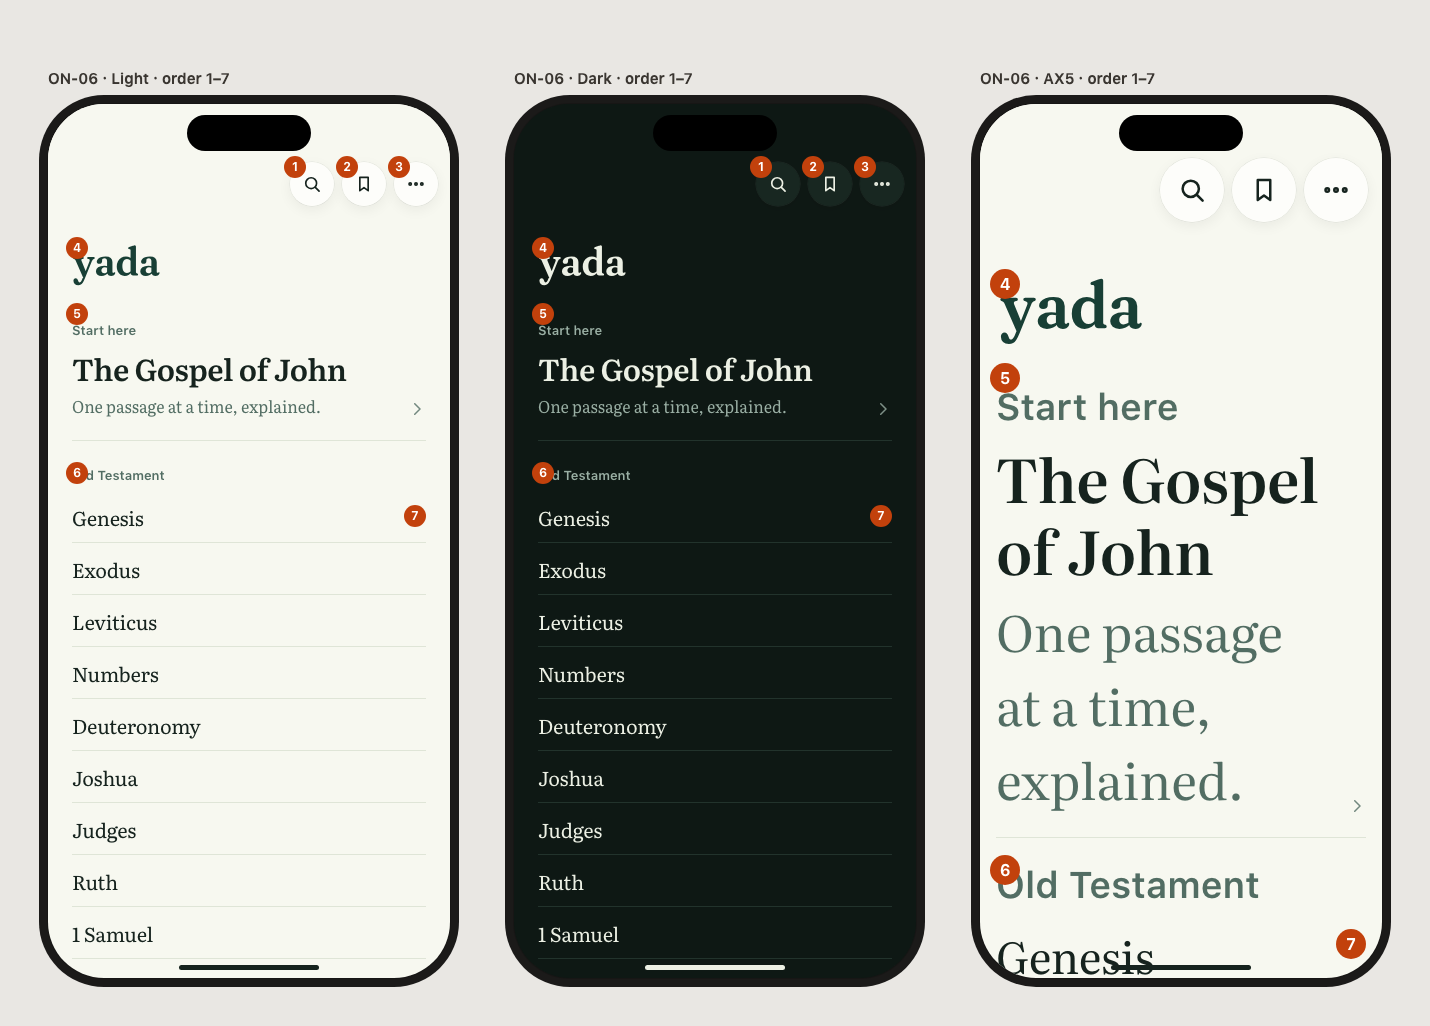 ON-06 · Light · order 1–7
1 2 3
4
yada
5
Start here
The Gospel of John
One passage at a time, explained.
6
d Testament
Genesis
7
Exodus
Leviticus
Numbers
Deuteronomy
Joshua
Judges
Ruth
1 Samuel
ON-06 · Dark · order 1–7
1 2 3
4
yada
5
Start here
The Gospel of John
One passage at a time, explained.
6
d Testament
Genesis
7
Exodus
Leviticus
Numbers
Deuteronomy
Joshua
Judges
Ruth
1 Samuel
ON-06 · AX5 · order 1–7
4
yada
5
Start here
The Gospel
of John
One passage
at a time,
explained.
6
Old Testament
7
Genesis